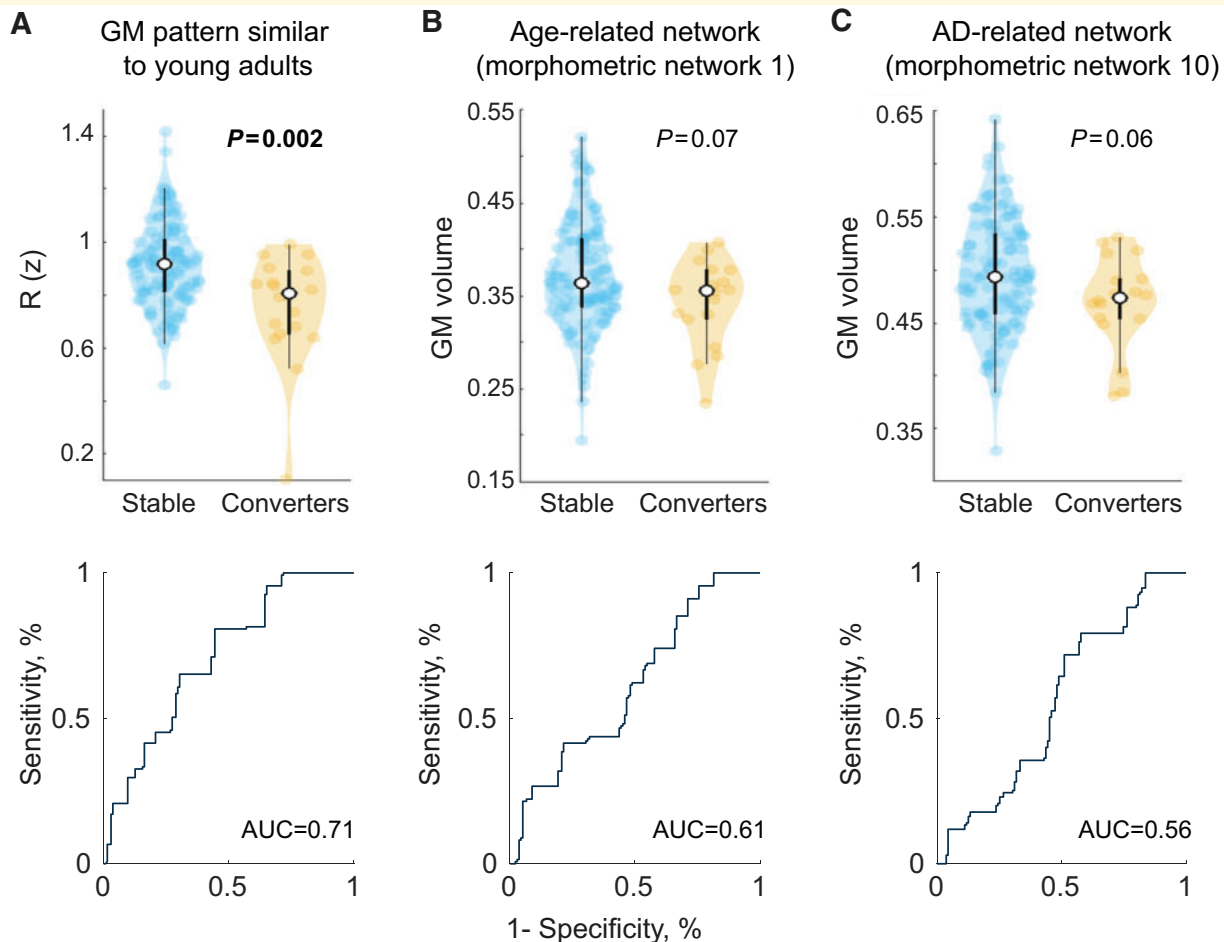 A
GM pattern similar
to young adults
R (z)
1.4
1
0.6
0.2
P=0.002
Stable
Converters
B
Age-related network
(morphometric network 1)
GM volume
0.55
0.45
0.35
0.25
0.15
P=0.07
Stable
Converters
C
AD-related network
(morphometric network 10)
GM volume
0.65
0.55
0.45
0.35
P=0.06
Stable
Converters
Sensitivity, %
1
0.5
0
AUC=0.71
0
0.5
1
Sensitivity, %
1
0.5
0
AUC=0.61
0
0.5
1
Sensitivity, %
1
0.5
0
AUC=0.56
0
0.5
1
1- Specificity, %